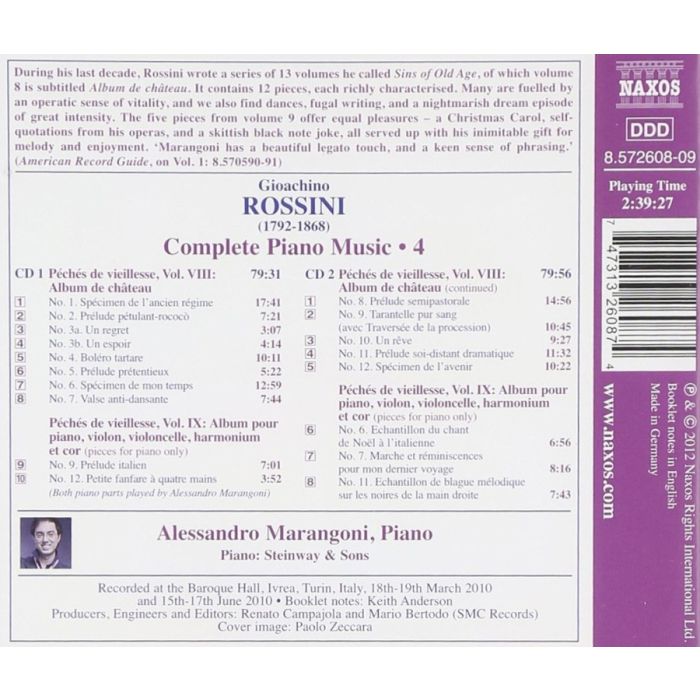 During his last decade, Rossini wrote a series of 13 volumes he called Sins of Old Age, of which volume
8 is subtitled Album de château. It contains 12 pieces, each richly characterised. Many are fuelled by
an operatic sense of vitality, and we also find dances, fugal writing, and a nightmarish dream episode
of great intensity. The five pieces from volume 9 offer equal pleasures – a Christmas Carol, self-
quotations from his operas, and a skittish black note joke, all served up with his inimitable gift for
melody and enjoyment. ‘Marangoni has a beautiful legato touch, and a keen sense of phrasing.’
(American Record Guide, on Vol. 1: 8.570590-91)
Gioachino
ROSSINI
(1792-1868)
Complete Piano Music • 4
CD 1 Péchés de vieillesse, Vol. VIII: 79:31
Album de château
1 No. 1. Spécimen de l'ancien régime 17:41
2 No. 2. Prélude pétulant-rococò 7:21
3 No. 3a. Un regret 3:07
4 No. 3b. Un espoir 4:14
5 No. 4. Boléro tartare 10:11
6 No. 5. Prélude prétentieux 5:22
7 No. 6. Spécimen de mon temps 12:59
8 No. 7. Valse anti-dansante 7:44
Péchés de vieillesse, Vol. IX: Album pour
piano, violon, violoncelle, harmonium
et cor (pieces for piano only)
9 No. 9. Prélude italien 7:01
10 No. 12. Petite fanfare à quatre mains 3:52
(Both piano parts played by Alessandro Marangoni)
CD 2 Péchés de vieillesse, Vol. VIII: 79:56
Album de château (continued)
1 No. 8. Prélude semipastorale 14:56
2 No. 9. Tarantelle pur sang
(avec Traversée de la procession) 10:45
3 No. 10. Un rêve 9:27
4 No. 11. Prélude soi-distant dramatique 11:32
5 No. 12. Spécimen de l'avenir 10:22
Péchés de vieillesse, Vol. IX: Album pour
piano, violon, violoncelle, harmonium
et cor (pieces for piano only)
6 No. 6. Echantillon du chant
de Noël à l'italienne 6:56
7 No. 7. Marche et réminiscences
pour mon dernier voyage 8:16
8 No. 11. Echantillon de blague mélodique
sur les noires de la main droite 7:43
Alessandro Marangoni, Piano
Piano: Steinway & Sons
Recorded at the Baroque Hall, Ivrea, Turin, Italy, 18th-19th March 2010
and 15th-17th June 2010 • Booklet notes: Keith Anderson
Producers, Engineers and Editors: Renato Campajola and Mario Bertodo (SMC Records)
Cover image: Paolo Zeccara
NAXOS
DDD
8.572608-09
Playing Time
2:39:27
7 47313 26087 4
www.naxos.com
℗ & © 2012 Naxos Rights International Ltd.
Booklet notes in English
Made in Germany